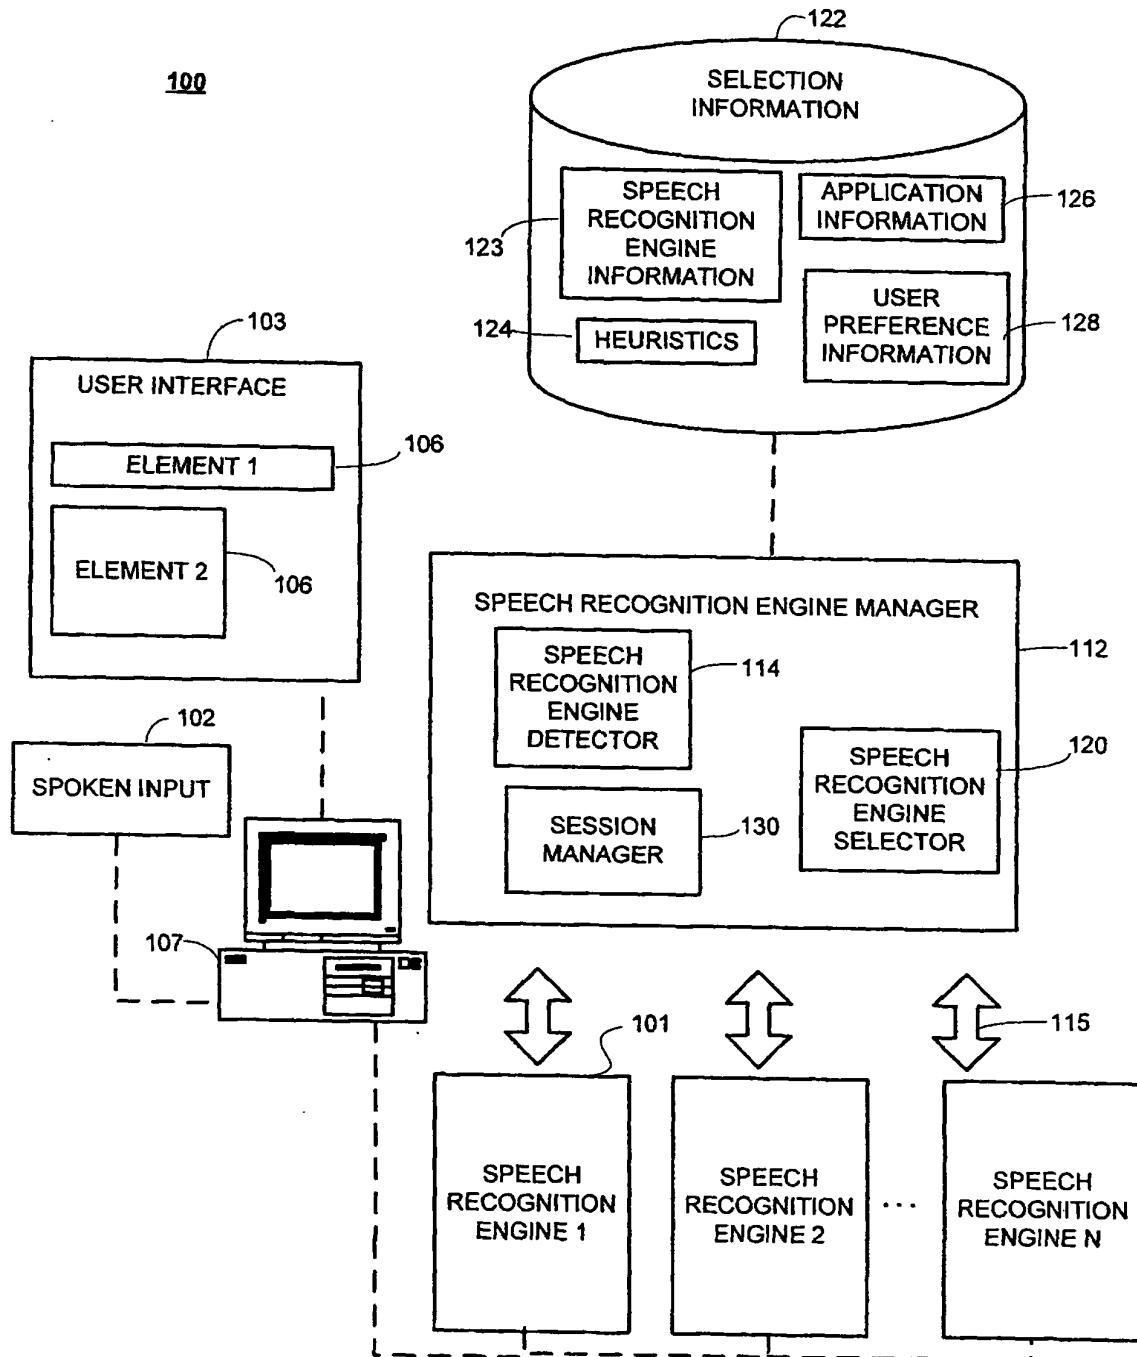 100
122
SELECTION
INFORMATION
SPEECH
RECOGNITION
ENGINE
INFORMATION
123
APPLICATION
INFORMATION
126
124
HEURISTICS
USER
PREFERENCE
INFORMATION
128
103
USER INTERFACE
ELEMENT 1
106
ELEMENT 2
106
SPEECH RECOGNITION ENGINE MANAGER
112
SPEECH
RECOGNITION
ENGINE
DETECTOR
114
SPEECH
RECOGNITION
ENGINE
SELECTOR
120
SESSION
MANAGER
130
102
SPOKEN INPUT
107
115
101
SPEECH
RECOGNITION
ENGINE 1
SPEECH
RECOGNITION
ENGINE 2
...
SPEECH
RECOGNITION
ENGINE N